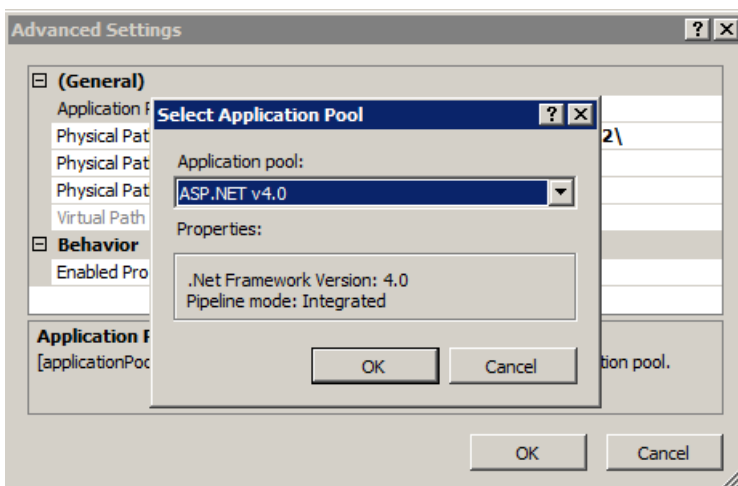 Advanced Settings
(General)
Application P
Physical Pat
2\
Physical Pat
Physical Pat
Virtual Path
Behavior
Enabled Pro
Application P
[applicationPoo
tion pool.
OK
Cancel
Select Application Pool
Application pool:
ASP.NET v4.0
Properties:
.Net Framework Version: 4.0
Pipeline mode: Integrated
OK
Cancel